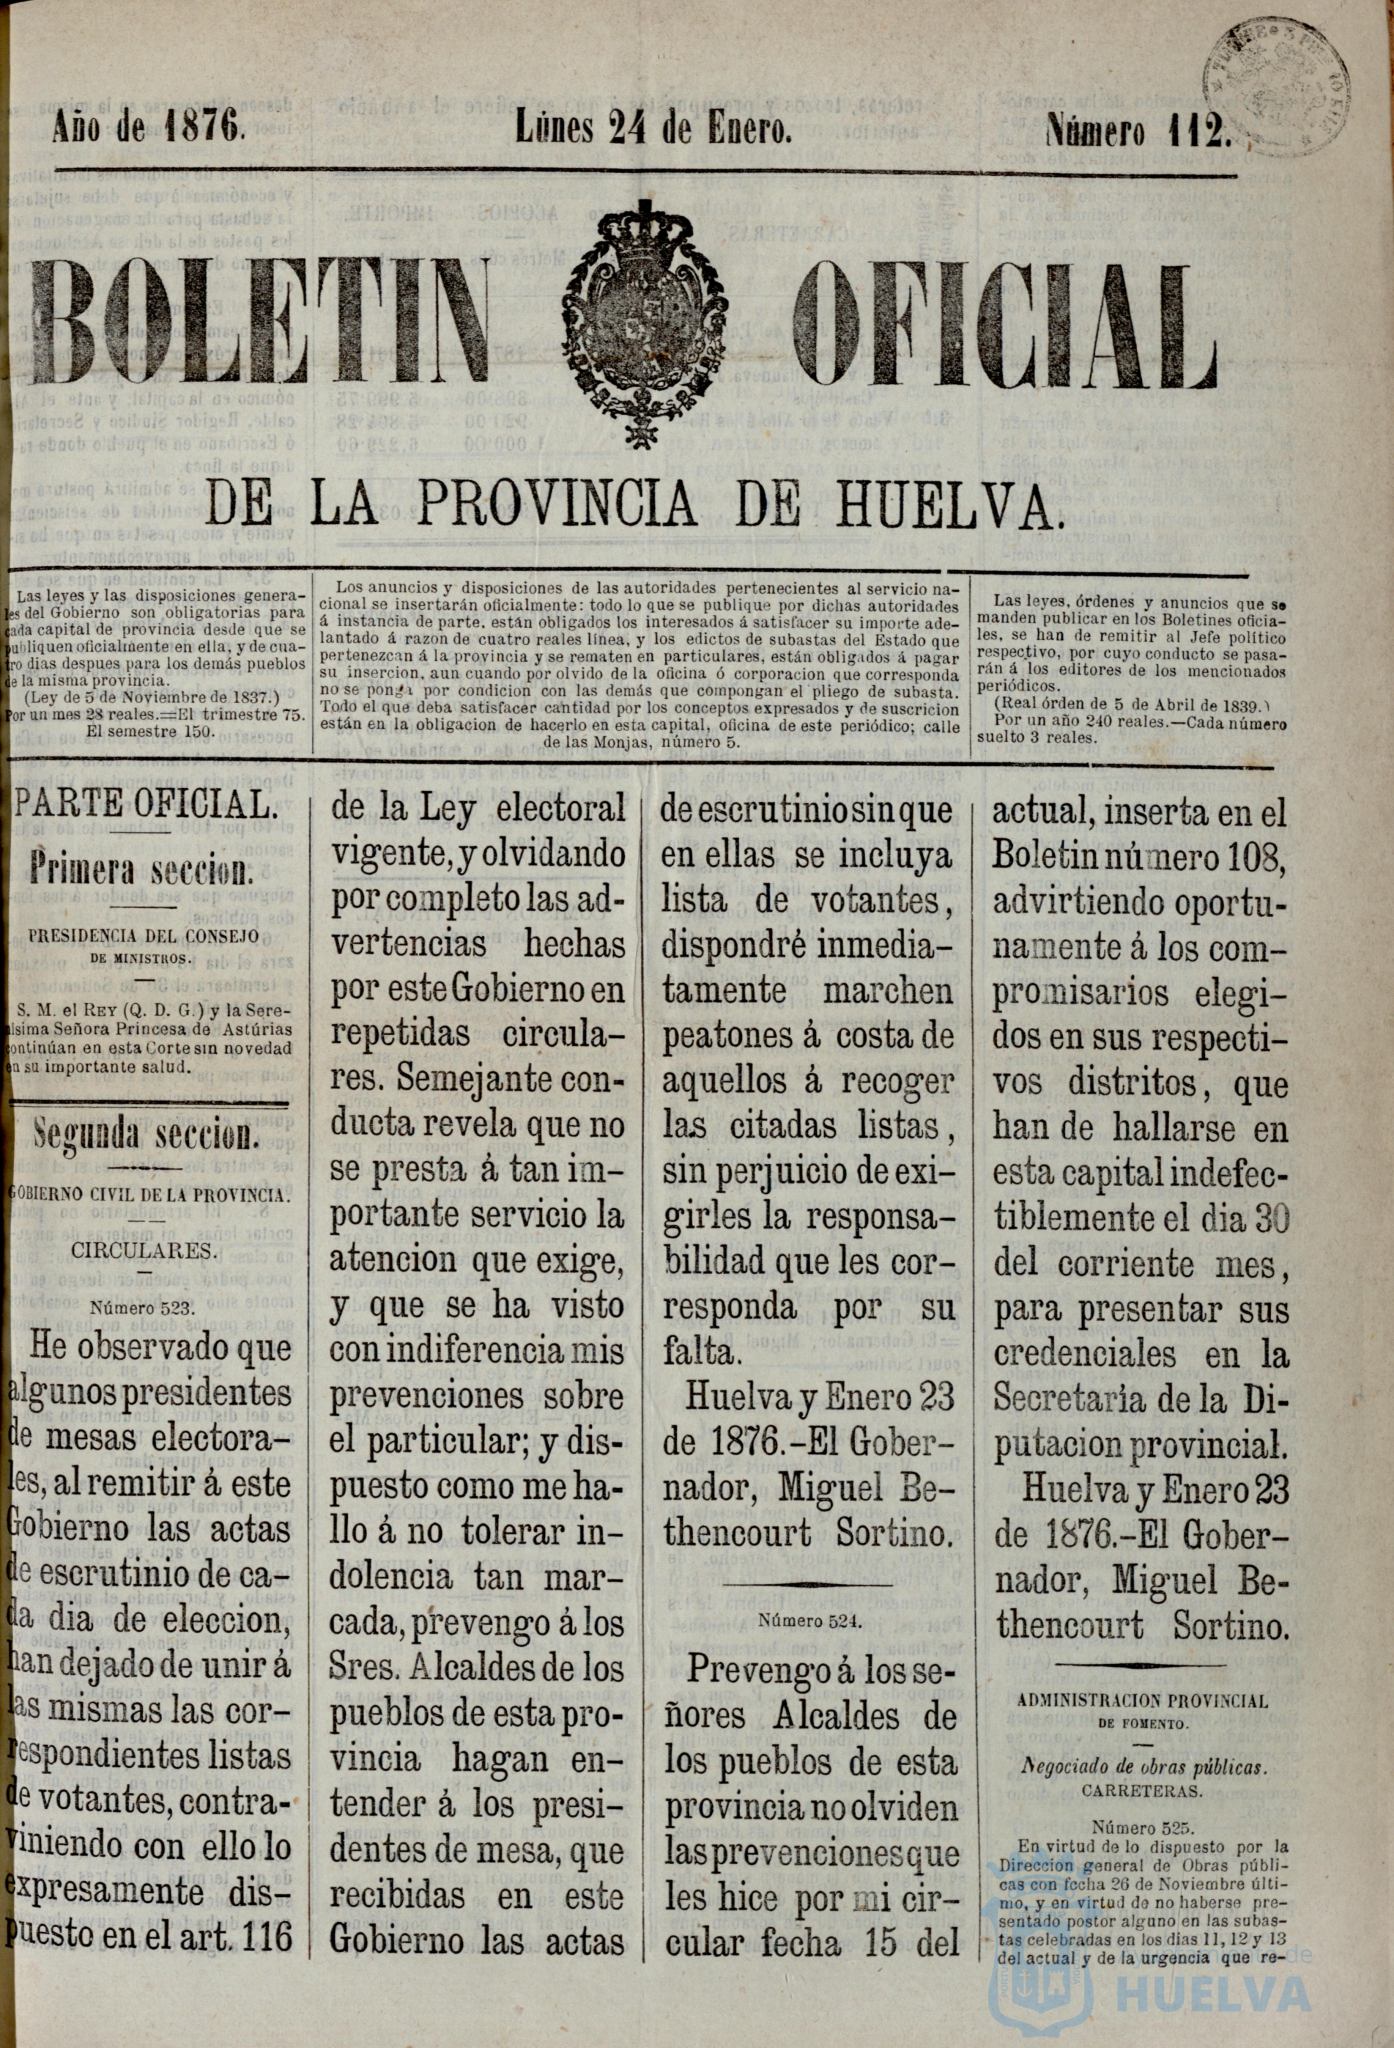 Año de 1876.
Lúnes 24 de Enero.
Número 112.
BOLETIN OFICIAL
DE LA PROVINCIA DE HUELVA.
Las leyes y las disposiciones genera-
les del Gobierno son obligatorias para
cada capital de provincia desde que se
publiquen oficialmente en ella, y de cua-
tro dias despues para los demás pueblos
de la misma provincia.
(Ley de 5 de Noviembre de 1837.)
Por un mes 28 reales.=El trimestre 75.
El semestre 150.
Los anuncios y disposiciones de las autoridades pertenecientes al servicio na-
cional se insertarán oficialmente: todo lo que se publique por dichas autoridades
á instancia de parte, están obligados los interesados á satisfacer su importe ade-
lantado á razon de cuatro reales línea, y los edictos de subastas del Estado que
pertenezcan á la provincia y se rematen en particulares, están obligados á pagar
su insercion, aun cuando por olvido de la oficina ó corporacion que corresponda
no se ponga por condicion con las demás que compongan el pliego de subasta.
Todo el que deba satisfacer cantidad por los conceptos expresados y de suscricion
están en la obligacion de hacerlo en esta capital, oficina de este periódico; calle
de las Monjas, número 5.
Las leyes, órdenes y anuncios que se
manden publicar en los Boletines oficia-
les, se han de remitir al Jefe político
respectivo, por cuyo conducto se pasa-
rán á los editores de los mencionados
periódicos.
(Real órden de 5 de Abril de 1839.)
Por un año 240 reales.—Cada número
suelto 3 reales.
PARTE OFICIAL.
Primera seccion.
PRESIDENCIA DEL CONSEJO
DE MINISTROS.
S. M. el REY (Q. D. G.) y la Sere-
nísima Señora Princesa de Astúrias
continúan en esta Corte sin novedad
en su importante salud.
Segunda seccion.
GOBIERNO CIVIL DE LA PROVINCIA.
CIRCULARES.
Número 523.
He observado que
algunos presidentes
de mesas electora-
les, al remitir á este
Gobierno las actas
de escrutinio de ca-
da dia de eleccion,
han dejado de unir á
las mismas las cor-
respondientes listas
de votantes, contra-
viniendo con ello lo
expresamente dis-
puesto en el art. 116
de la Ley electoral
vigente, y olvidando
por completo las ad-
vertencias hechas
por este Gobierno en
repetidas circula-
res. Semejante con-
ducta revela que no
se presta á tan im-
portante servicio la
atencion que exige,
y que se ha visto
con indiferencia mis
prevenciones sobre
el particular; y dis-
puesto como me ha-
llo á no tolerar in-
dolencia tan mar-
cada, prevengo á los
Sres. Alcaldes de los
pueblos de esta pro-
vincia hagan en-
tender á los presi-
dentes de mesa, que
recibidas en este
Gobierno las actas
de escrutinio sin que
en ellas se incluya
lista de votantes,
dispondré inmedia-
tamente marchen
peatones á costa de
aquellos á recoger
las citadas listas,
sin perjuicio de exi-
girles la responsa-
bilidad que les cor-
responda por su
falta.
Huelva y Enero 23
de 1876.-El Gober-
nador, Miguel Be-
thencourt Sortino.
Número 524.
Prevengo á los se-
ñores Alcaldes de
los pueblos de esta
provincia no olviden
las prevenciones que
les hice por mi cir-
cular fecha 15 del
actual, inserta en el
Boletin número 108,
advirtiendo oportu-
namente á los com-
promisarios elegi-
dos en sus respecti-
vos distritos, que
han de hallarse en
esta capital indefec-
tiblemente el dia 30
del corriente mes,
para presentar sus
credenciales en la
Secretaría de la Di-
putacion provincial.
Huelva y Enero 23
de 1876.-El Gober-
nador, Miguel Be-
thencourt Sortino.
ADMINISTRACION PROVINCIAL
DE FOMENTO.
Negociado de obras públicas.
CARRETERAS.
Número 525.
En virtud de lo dispuesto por la
Direccion general de Obras públi-
cas con fecha 26 de Noviembre últi-
mo, y en virtud de no haberse pre-
sentado postor alguno en las subas-
tas celebradas en los dias 11, 12 y 13
del actual y de la urgencia que re-
HUELVA